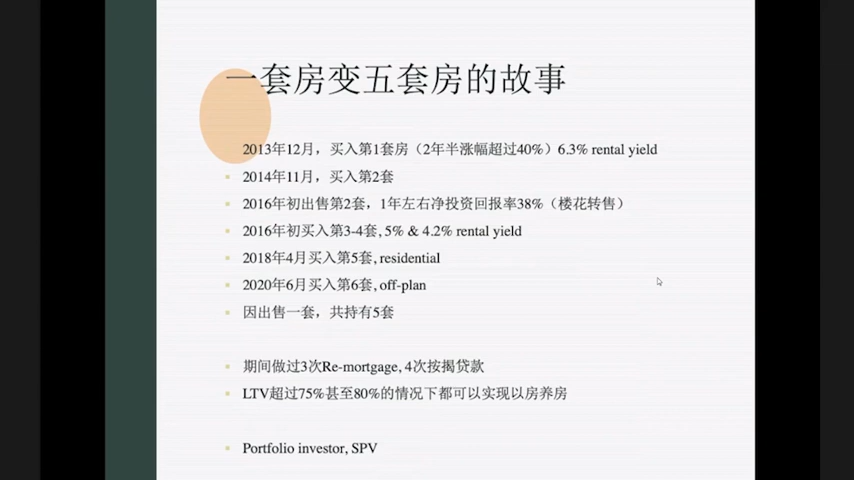 一套房变五套房的故事
2013年12月，买入第1套房（2年半涨幅超过40%）6.3% rental yield
2014年11月，买入第2套
2016年初出售第2套，1年左右净投资回报率38%（楼花转售）
2016年初买入第3-4套, 5% & 4.2% rental yield
2018年4月买入第5套, residential
2020年6月买入第6套, off-plan
因出售一套，共持有5套
期间做过3次Re-mortgage, 4次按揭贷款
LTV超过75%甚至80%的情况下都可以实现以房养房
Portfolio investor, SPV